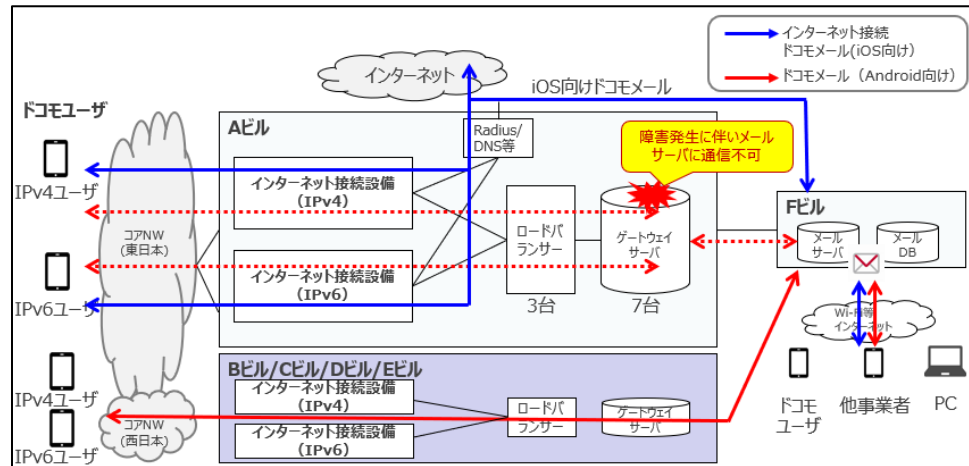 インターネット接続
ドコモメール(iOS向け)
ドコモメール（Android向け）
インターネット
iOS向けドコモメール
ドコモユーザ
Aビル
Radius/
DNS等
障害発生に伴いメール
サーバに通信不可
IPv4ユーザ
インターネット接続設備
（IPv4）
コアNW
(東日本)
ロードバ
ランサー
ゲートウェイ
サーバ
Fビル
メール
サーバ
メール
DB
IPv6ユーザ
インターネット接続設備
（IPv6）
3台
7台
Wi-Fi等
インターネット
Bビル/Cビル/Dビル/Eビル
IPv4ユーザ
インターネット接続設備
（IPv4）
コアNW
(西日本)
ロードバ
ランサー
ゲートウェイ
サーバ
インターネット接続設備
（IPv6）
IPv6ユーザ
ドコモ
ユーザ
他事業者
PC